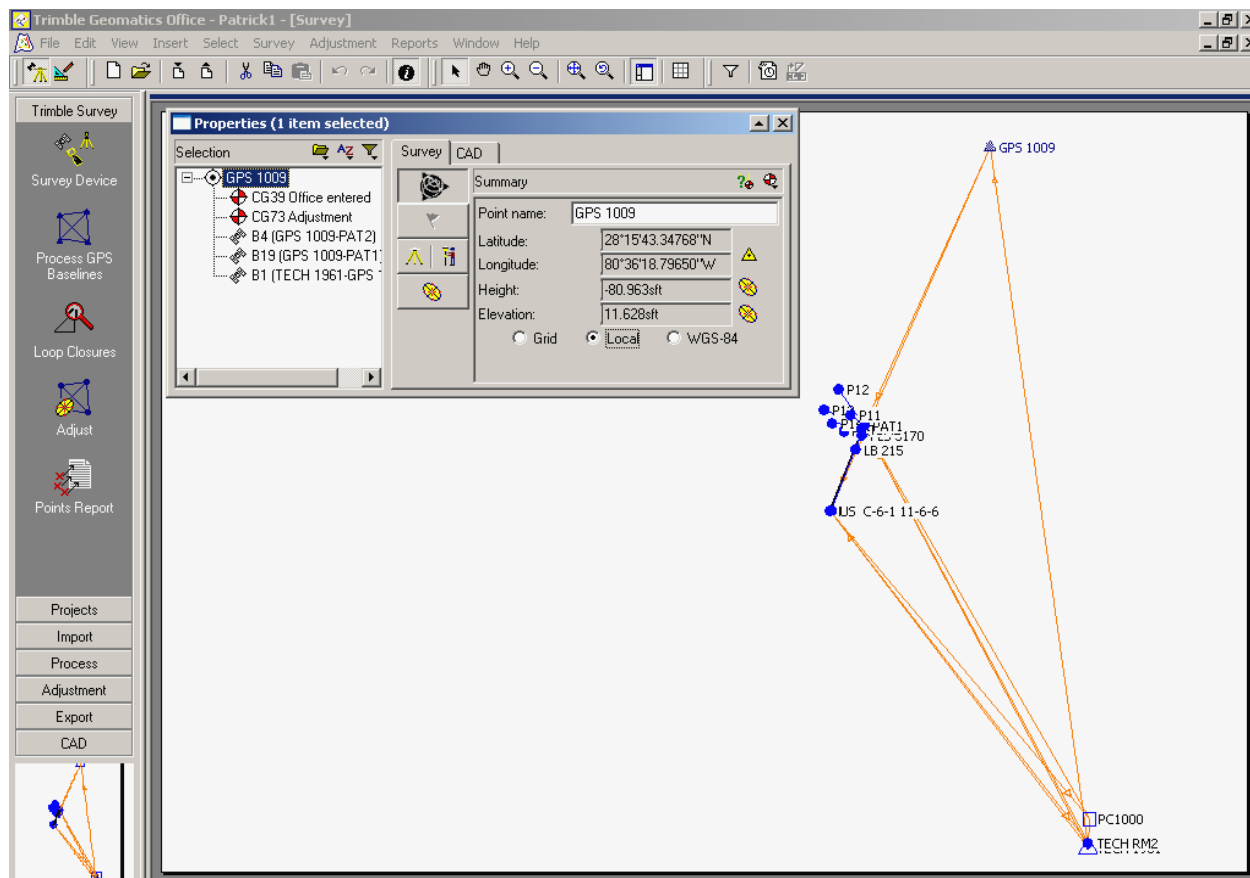 Trimble Geomatics Office - Patrick1 - [Survey]
File Edit View Insert Select Survey Adjustment Reports Window Help
Trimble Survey
Survey Device
Process GPS
Baselines
Loop Closures
Adjust
Points Report
Projects
Import
Process
Adjustment
Export
CAD
Properties (1 item selected)
Selection
GPS 1009
CG39 Office entered
CG73 Adjustment
B4 (GPS 1009-PAT2)
B19 (GPS 1009-PAT1)
B1 (TECH 1961-GPS
Survey CAD
Summary
Point name: GPS 1009
Latitude: 28°15'43.34768"N
Longitude: 80°36'18.79650"W
Height: -80.963sft
Elevation: 11.628sft
Grid Local WGS-84
GPS 1009
P12
P11
PAT1
LB 215
C-6-1 11-6-6
PC1000
TECH RM2